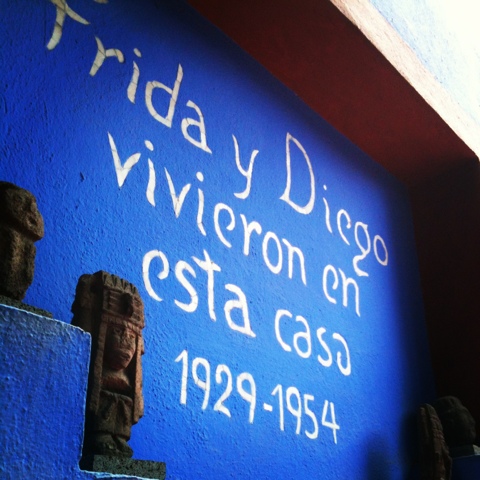 Frida y Diego
vivieron en
esta casa
1929-1954